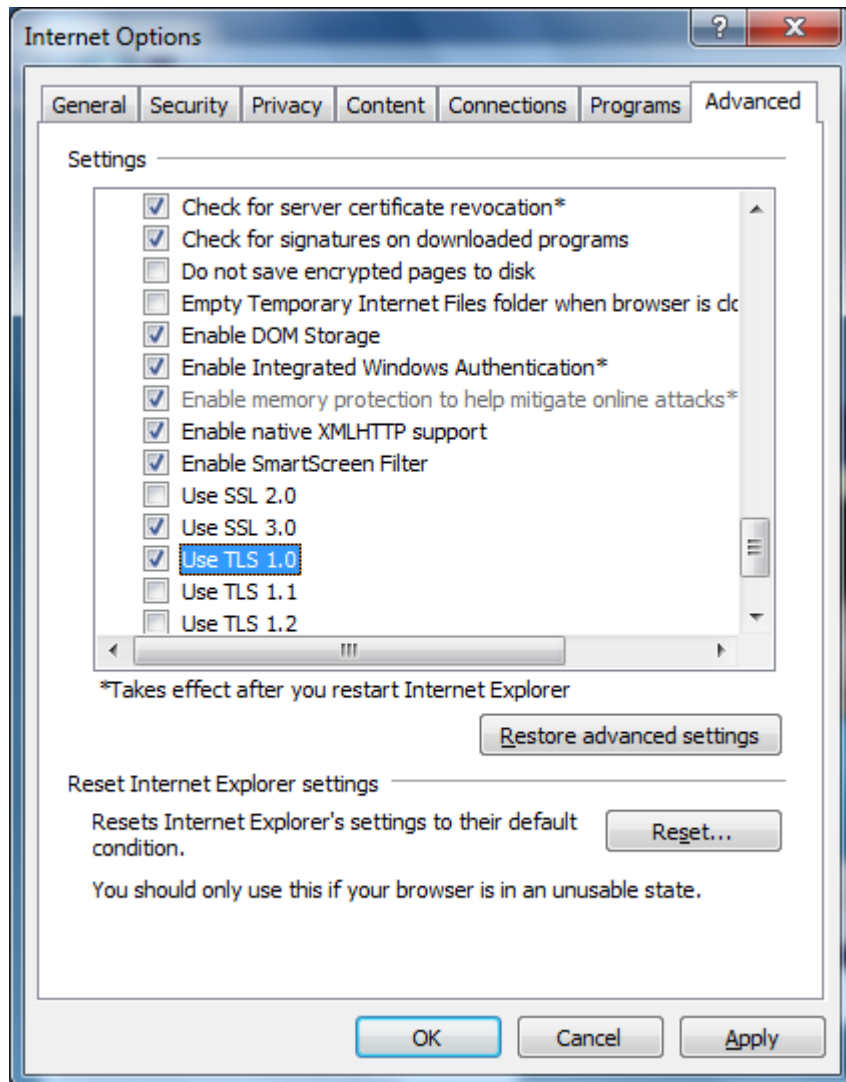 Internet Options
General Security Privacy Content Connections Programs Advanced
Settings
Check for server certificate revocation*
Check for signatures on downloaded programs
Do not save encrypted pages to disk
Empty Temporary Internet Files folder when browser is
Enable DOM Storage
Enable Integrated Windows Authentication*
Enable memory protection to help mitigate online attacks*
Enable native XMLHTTP support
Enable SmartScreen Filter
Use SSL 2.0
Use SSL 3.0
Use TLS 1.0
Use TLS 1.1
Use TLS 1.2
*Takes effect after you restart Internet Explorer
Restore advanced settings
Reset Internet Explorer settings
Resets Internet Explorer's settings to their default
condition.
Reset...
You should only use this if your browser is in an unusable state.
OK Cancel Apply